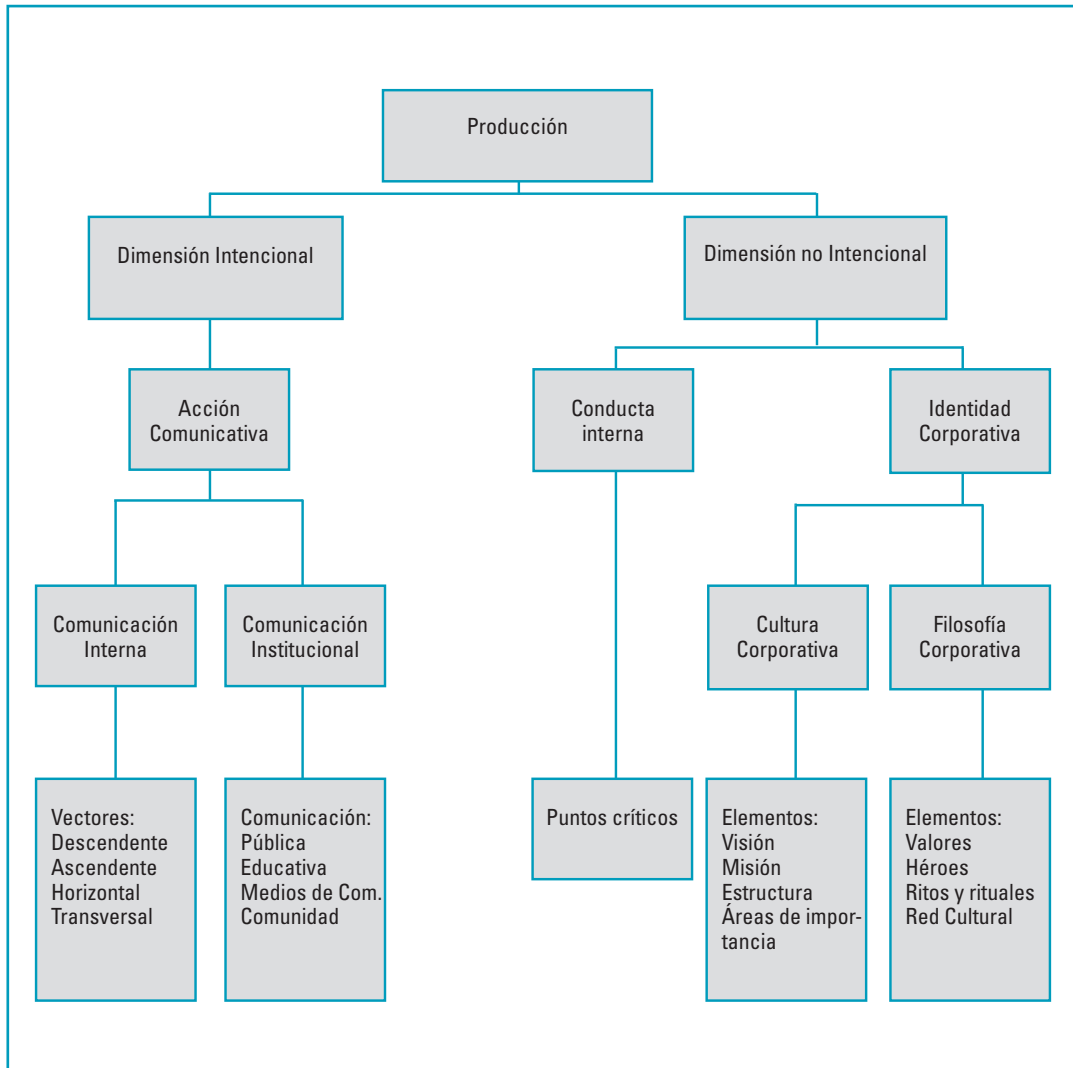 Producción
Dimensión Intencional
Dimensión no Intencional
Acción
Comunicativa
Conducta
interna
Identidad
Corporativa
Comunicación
Interna
Comunicación
Institucional
Cultura
Corporativa
Filosofía
Corporativa
Vectores:
Descendente
Ascendente
Horizontal
Transversal
Comunicación:
Pública
Educativa
Medios de Com.
Comunidad
Puntos críticos
Elementos:
Visión
Misión
Estructura
Áreas de impor-
tancia
Elementos:
Valores
Héroes
Ritos y rituales
Red Cultural